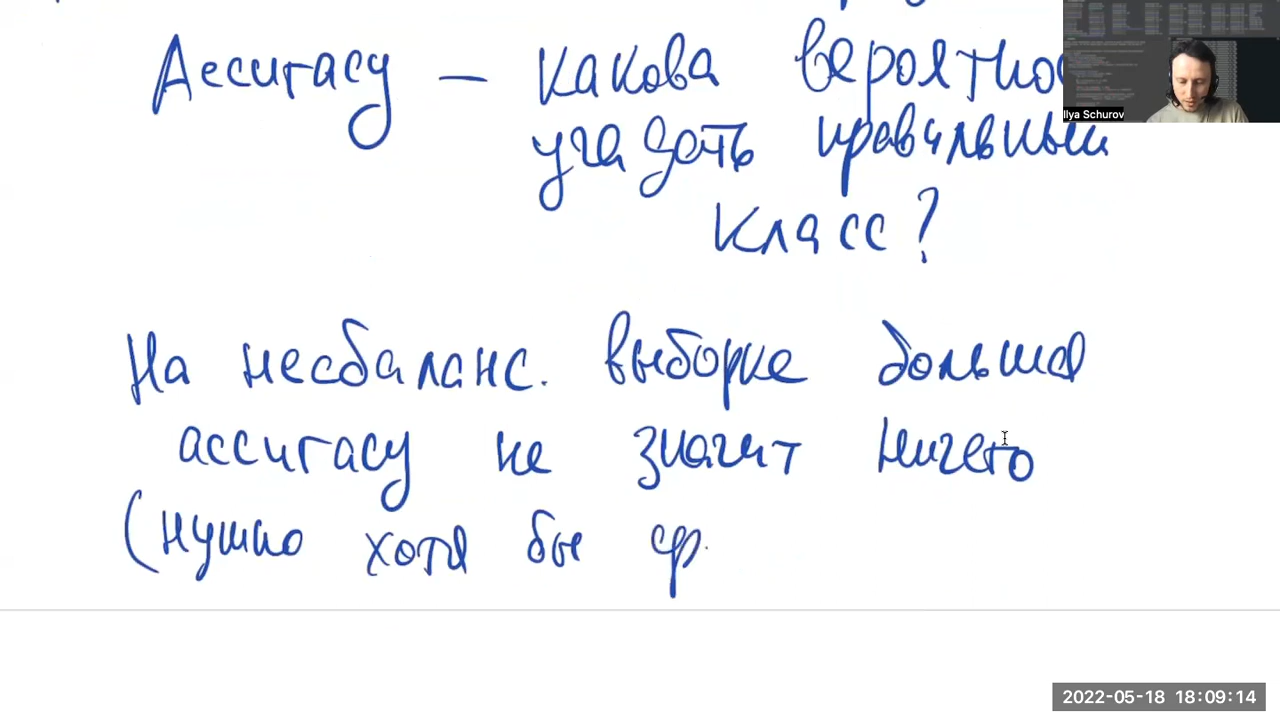 Accuracy — какова вероятнос
угадать правильный
класс?
На несбаланс. выборке большая
accuracy не значит ничего
(нужно хотя бы ср
Ilya Schurov
2022-05-18 18:09:14